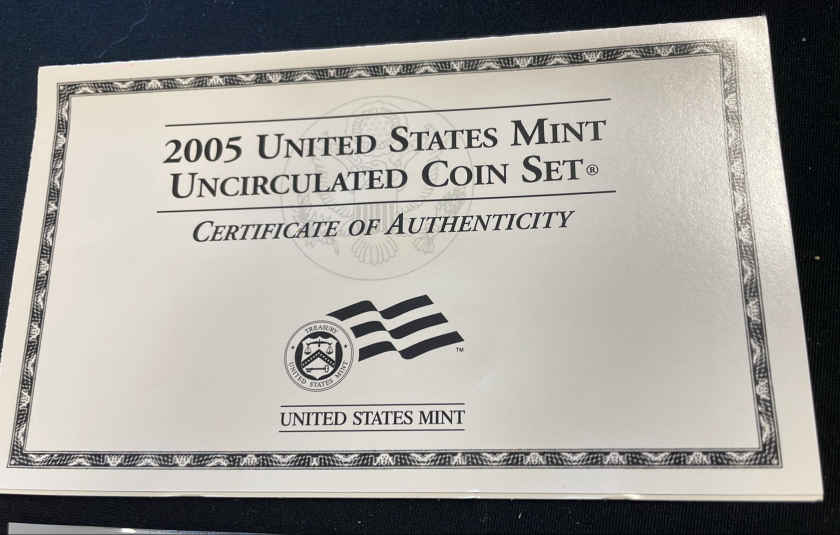 2005 UNITED STATES MINT
UNCIRCULATED COIN SET®
CERTIFICATE OF AUTHENTICITY
TREASURY
UNITED STATES MINT
TM
UNITED STATES MINT